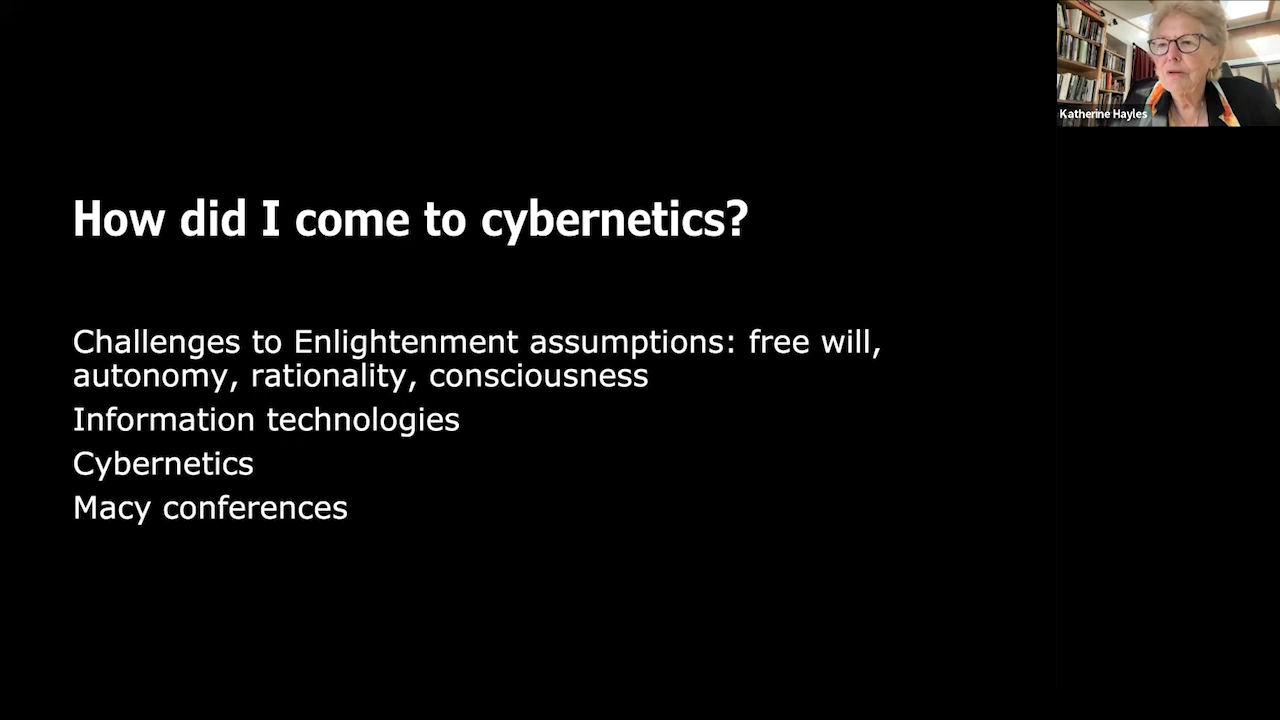 Katherine Hayles
How did I come to cybernetics?
Challenges to Enlightenment assumptions: free will,
autonomy, rationality, consciousness
Information technologies
Cybernetics
Macy conferences